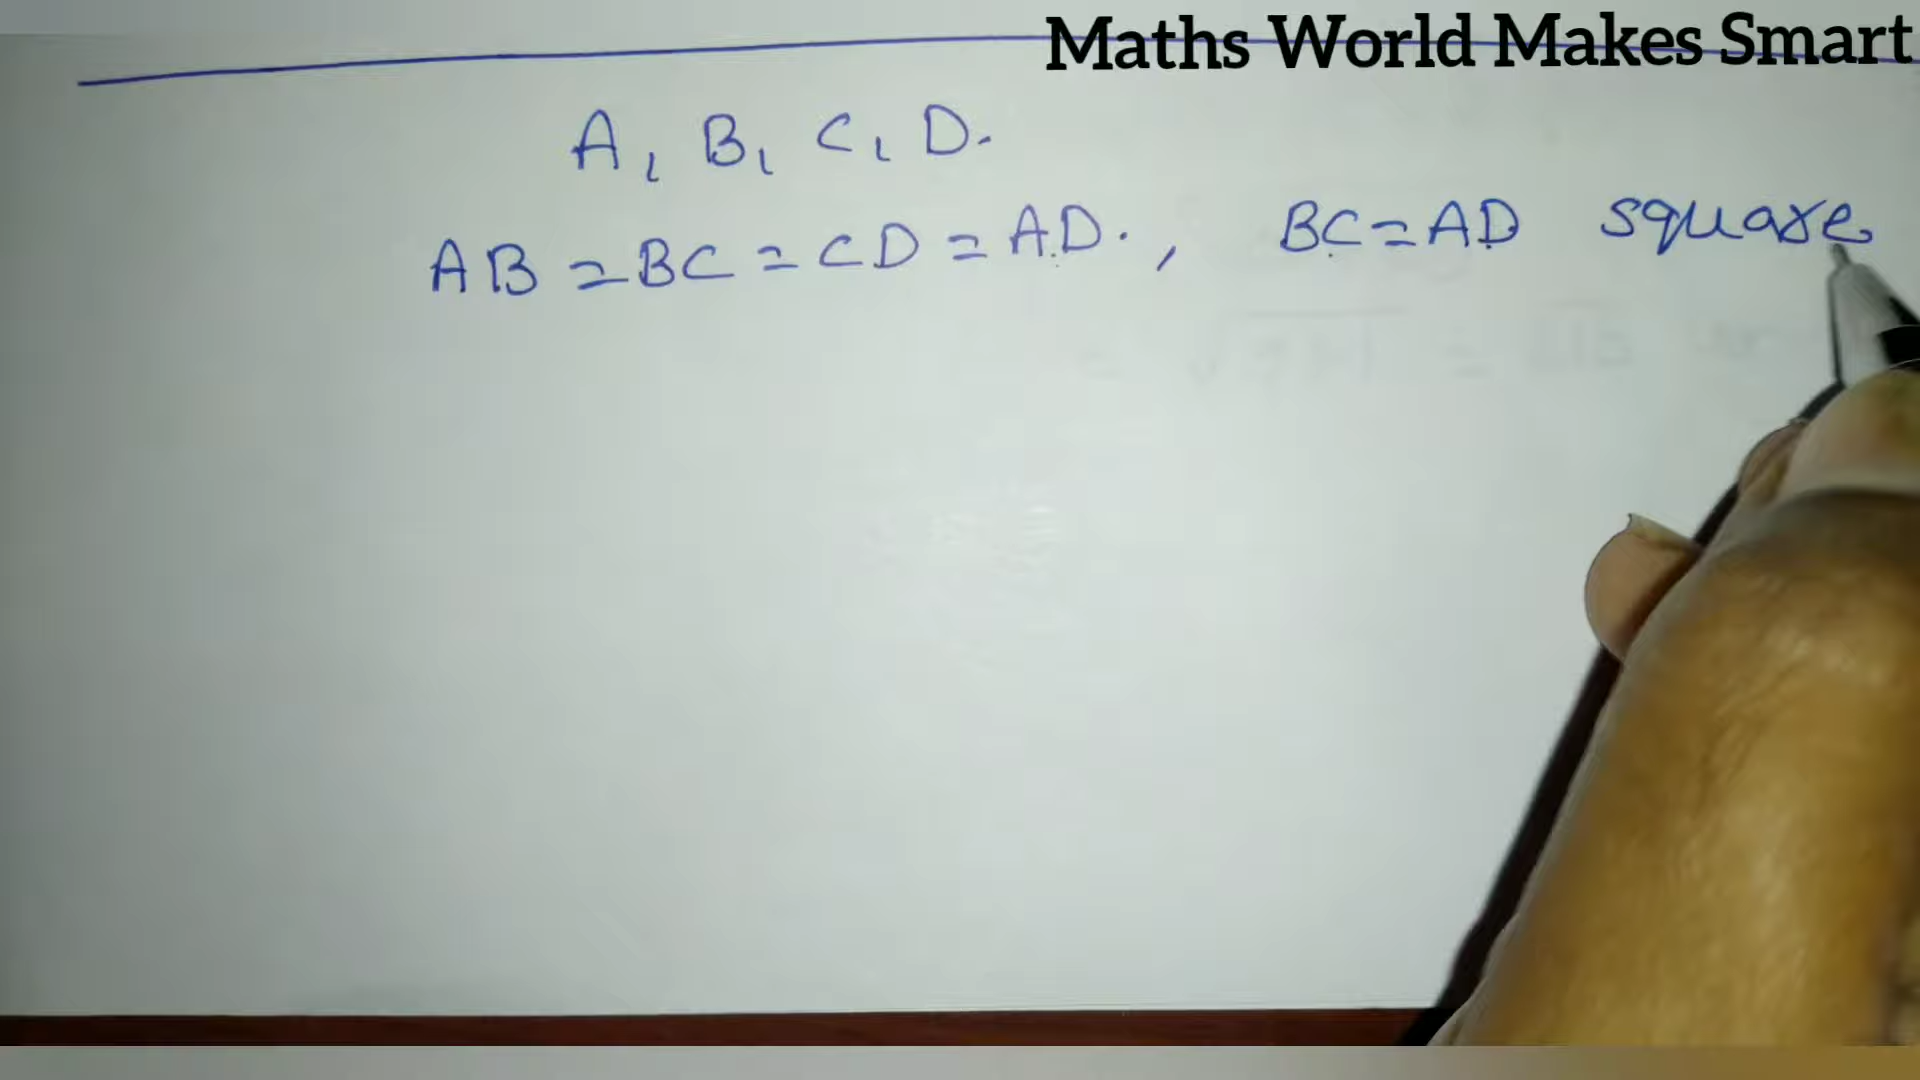 Maths World Makes Smart
A, B, C, D.
AB = BC = CD = AD. , BC = AD square